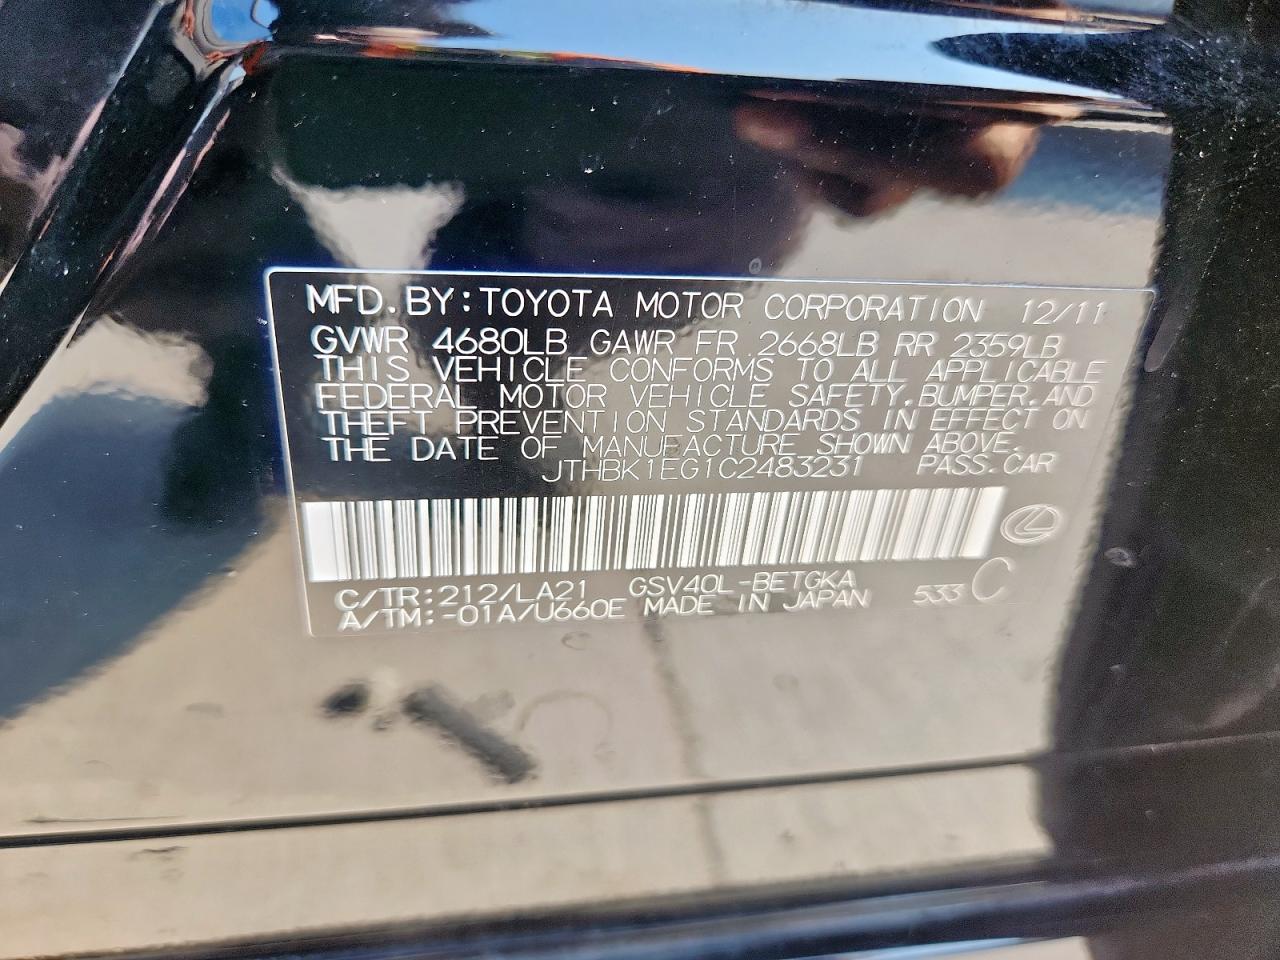 MFD. BY: TOYOTA MOTOR CORPORATION 12/11
GVWR 4680LB GAWR FR 2668LB RR 2359LB
THIS VEHICLE CONFORMS TO ALL APPLICABLE
FEDERAL MOTOR VEHICLE SAFETY, BUMPER, AND
THEFT PREVENTION STANDARDS IN EFFECT ON
THE DATE OF MANUFACTURE SHOWN ABOVE.
JTHBK1EG1C2483231 PASS. CAR
C/TR: 212/LA21 GSV40L-BETGKA
A/TM: -01A/U660E MADE IN JAPAN 533 C